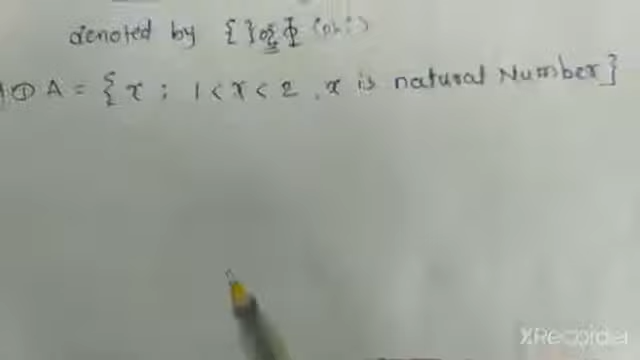 denoted by { } or Φ (phi)
① A = { x ; 1 < x < 2 , x is natural Number }
XRecorder